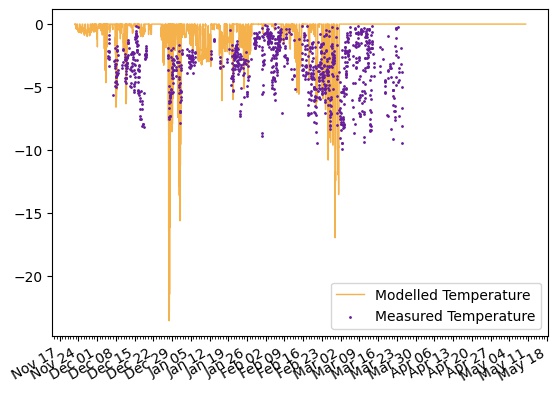 0
−5
−10
−15
−20
Modelled Temperature
Measured Temperature
Nov 17
Nov 24
Dec 01
Dec 08
Dec 15
Dec 22
Dec 29
Jan 05
Jan 12
Jan 19
Jan 26
Feb 02
Feb 09
Feb 16
Feb 23
Mar 02
Mar 09
Mar 16
Mar 23
Mar 30
Apr 06
Apr 13
Apr 20
Apr 27
May 04
May 11
May 18